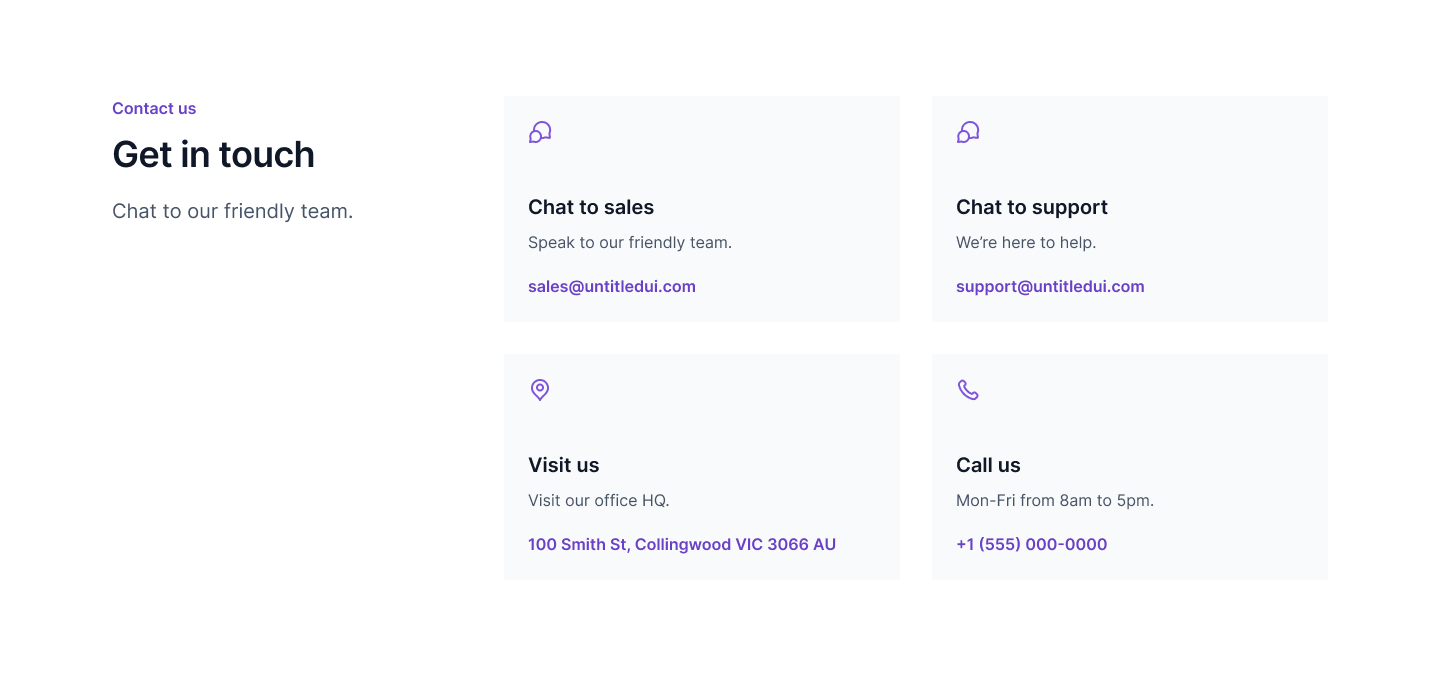 Contact us
Get in touch
Chat to our friendly team.
Chat to sales
Speak to our friendly team.
sales@untitledui.com
Chat to support
We’re here to help.
support@untitledui.com
Visit us
Visit our office HQ.
100 Smith St, Collingwood VIC 3066 AU
Call us
Mon-Fri from 8am to 5pm.
+1 (555) 000-0000